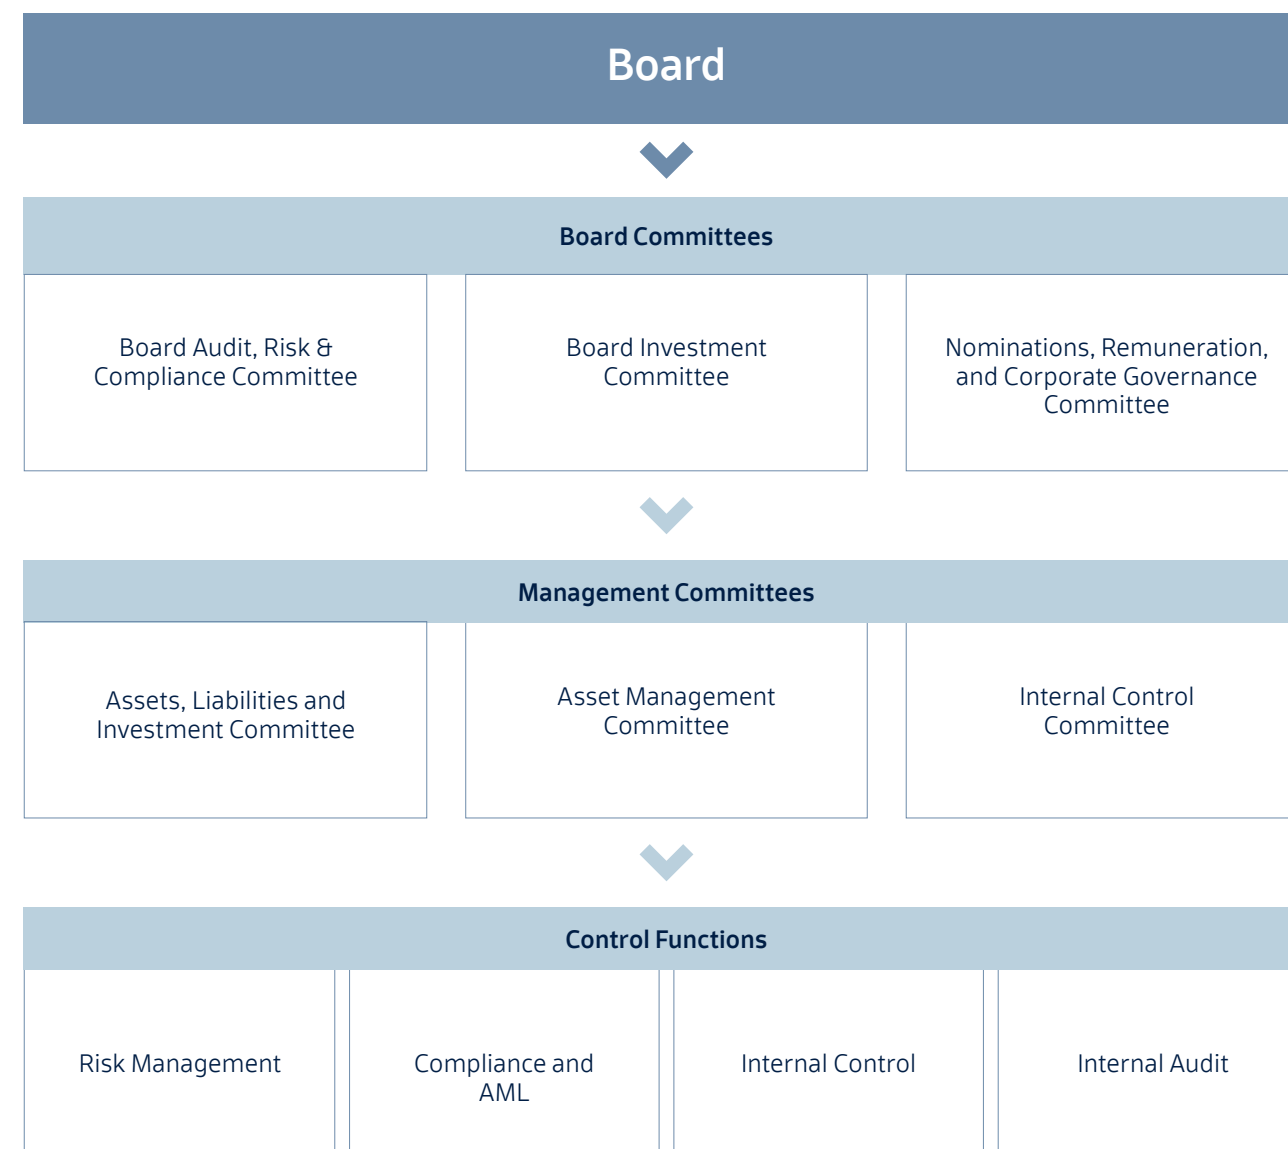 Board
Board Committees
Board Audit, Risk &
Compliance Committee
Board Investment
Committee
Nominations, Remuneration,
and Corporate Governance
Committee
Management Committees
Assets, Liabilities and
Investment Committee
Asset Management
Committee
Internal Control
Committee
Control Functions
Risk Management
Compliance and
AML
Internal Control
Internal Audit